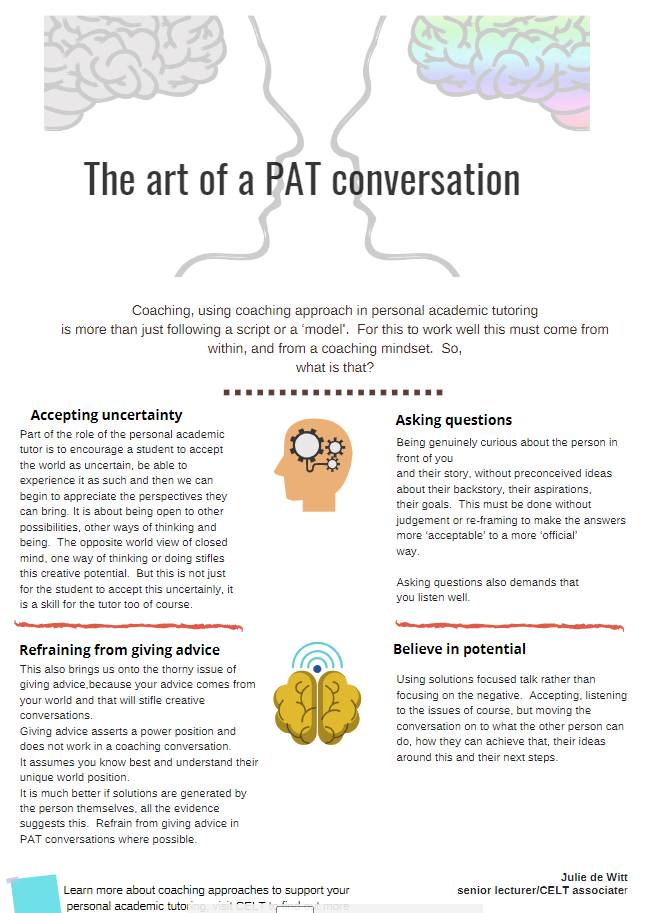 The art of a PAT conversation
Coaching, using coaching approach in personal academic tutoring
is more than just following a script or a ‘model’.  For this to work well this must come from
within, and from a coaching mindset.  So,
what is that?
Accepting uncertainty
Part of the role of the personal academic
tutor is to encourage a student to accept
the world as uncertain, be able to
experience it as such and then we can
begin to appreciate the perspectives they
can bring. It is about being open to other
possibilities, other ways of thinking and
being.  The opposite world view of closed
mind, one way of thinking or doing stifles
this creative potential.  But this is not just
for the student to accept this uncertainly, it
is a skill for the tutor too of course.
Asking questions
Being genuinely curious about the person in
front of you
and their story, without preconceived ideas
about their backstory, their aspirations,
their goals.  This must be done without
judgement or re-framing to make the answers
more ‘acceptable’ to a more ‘official’
way.
Asking questions also demands that
you listen well.
Refraining from giving advice
This also brings us onto the thorny issue of
giving advice,because your advice comes from
your world and that will stifle creative
conversations.
Giving advice asserts a power position and
does not work in a coaching conversation.
It assumes you know best and understand their
unique world position.
It is much better if solutions are generated by
the person themselves, all the evidence
suggests this.  Refrain from giving advice in
PAT conversations where possible.
Believe in potential
Using solutions focused talk rather than
focusing on the negative.  Accepting, listening
to the issues of course, but moving the
conversation on to what the other person can
do, how they can achieve that, their ideas
around this and their next steps.
Julie de Witt
senior lecturer/CELT associater
Learn more about coaching approaches to support your
personal academic tutoring, visit CELT to find out more